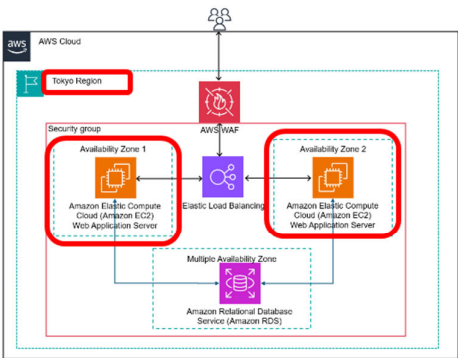 aws
AWS Cloud
Tokyo Region
AWS WAF
Security group
Availability Zone 1
Availability Zone 2
Amazon Elastic Compute
Cloud (Amazon EC2)
Web Application Server
Elastic Load Balancing
Amazon Elastic Compute
Cloud (Amazon EC2)
Web Application Server
Multiple Availability Zone
Amazon Relational Database
Service (Amazon RDS)